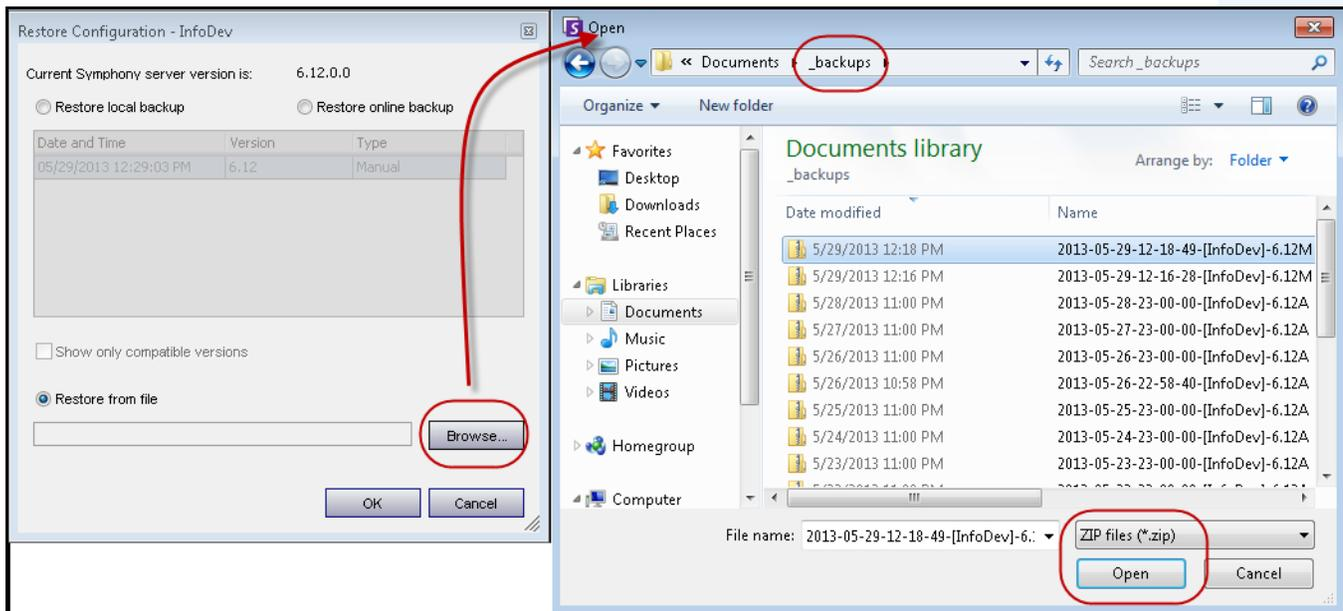 Restore Configuration - InfoDev
Current Symphony server version is: 6.12.0.0
Restore local backup
Restore online backup
Date and Time Version Type
05/29/2013 12:29:03 PM 6.12 Manual
Show only compatible versions
Restore from file
Browse...
OK Cancel
S Open
« Documents _backups
Search _backups
Organize New folder
Favorites
Desktop
Downloads
Recent Places
Libraries
Documents
Music
Pictures
Videos
Homegroup
Computer
Documents library
_backups
Arrange by: Folder
Date modified Name
5/29/2013 12:18 PM 2013-05-29-12-18-49-[InfoDev]-6.12M
5/29/2013 12:16 PM 2013-05-29-12-16-28-[InfoDev]-6.12M
5/28/2013 11:00 PM 2013-05-28-23-00-00-[InfoDev]-6.12A
5/27/2013 11:00 PM 2013-05-27-23-00-00-[InfoDev]-6.12A
5/26/2013 11:00 PM 2013-05-26-23-00-00-[InfoDev]-6.12A
5/26/2013 10:58 PM 2013-05-26-22-58-40-[InfoDev]-6.12A
5/25/2013 11:00 PM 2013-05-25-23-00-00-[InfoDev]-6.12A
5/24/2013 11:00 PM 2013-05-24-23-00-00-[InfoDev]-6.12A
5/23/2013 11:00 PM 2013-05-23-23-00-00-[InfoDev]-6.12A
File name: 2013-05-29-12-18-49-[InfoDev]-6.:
ZIP files (*.zip)
Open Cancel